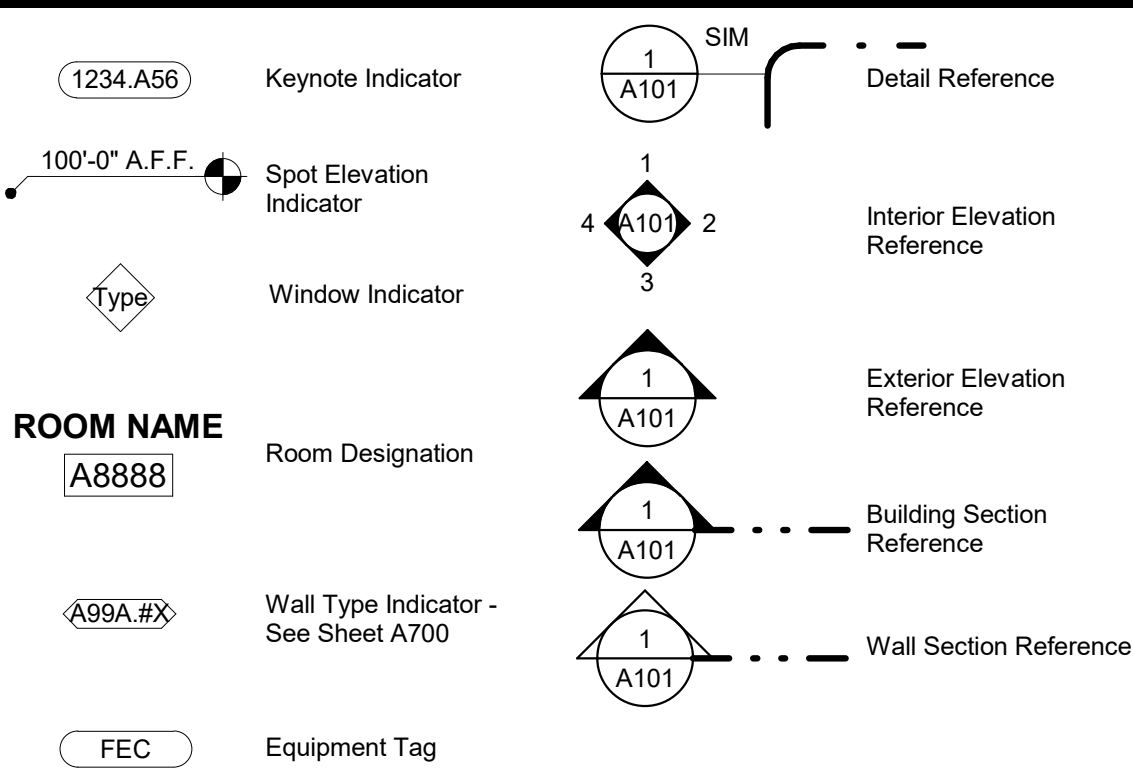 1234.A56
Keynote Indicator
100'-0" A.F.F.
Spot Elevation
Indicator
Type
Window Indicator
ROOM NAME
A8888
Room Designation
A99A.#X
Wall Type Indicator -
See Sheet A700
FEC
Equipment Tag
SIM
1
A101
Detail Reference
1
4 A101 2
3
Interior Elevation
Reference
1
A101
Exterior Elevation
Reference
1
A101
Building Section
Reference
1
A101
Wall Section Reference